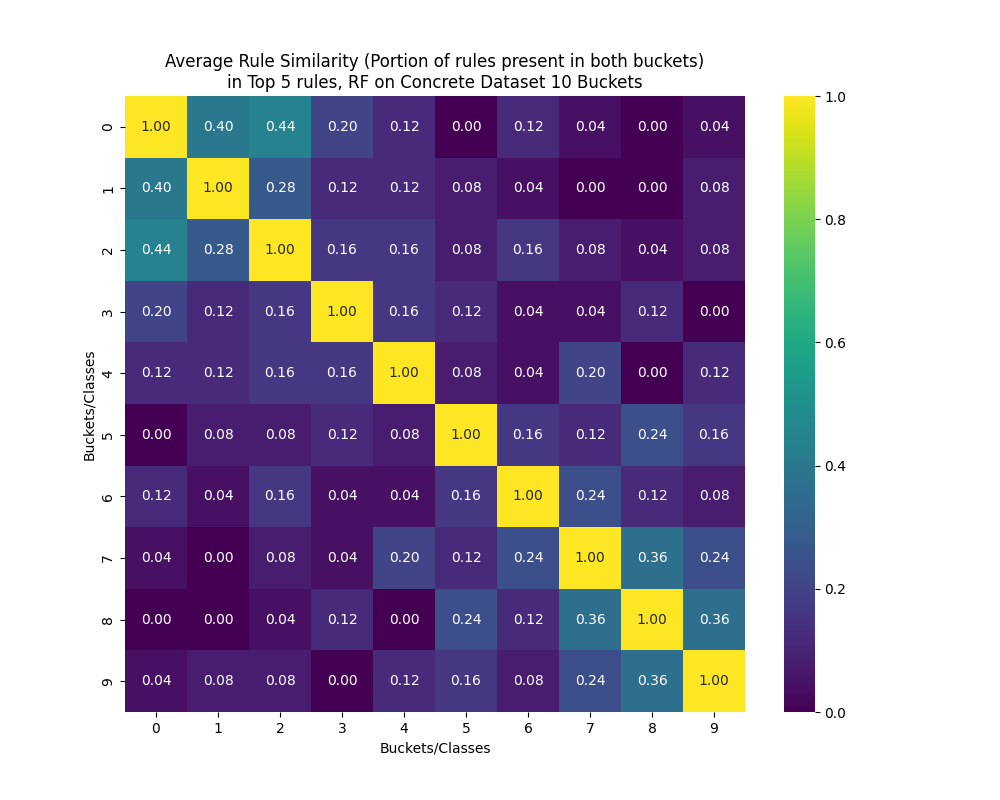 Average Rule Similarity (Portion of rules present in both buckets)
in Top 5 rules, RF on Concrete Dataset 10 Buckets
Buckets/Classes
0 1.00 0.40 0.44 0.20 0.12 0.00 0.12 0.04 0.00 0.04
1 0.40 1.00 0.28 0.12 0.12 0.08 0.04 0.00 0.00 0.08
2 0.44 0.28 1.00 0.16 0.16 0.08 0.16 0.08 0.04 0.08
3 0.20 0.12 0.16 1.00 0.16 0.12 0.04 0.04 0.12 0.00
4 0.12 0.12 0.16 0.16 1.00 0.08 0.04 0.20 0.00 0.12
5 0.00 0.08 0.08 0.12 0.08 1.00 0.16 0.12 0.24 0.16
6 0.12 0.04 0.16 0.04 0.04 0.16 1.00 0.24 0.12 0.08
7 0.04 0.00 0.08 0.04 0.20 0.12 0.24 1.00 0.36 0.24
8 0.00 0.00 0.04 0.12 0.00 0.24 0.12 0.36 1.00 0.36
9 0.04 0.08 0.08 0.00 0.12 0.16 0.08 0.24 0.36 1.00
0 1 2 3 4 5 6 7 8 9
Buckets/Classes
1.0
0.8
0.6
0.4
0.2
0.0